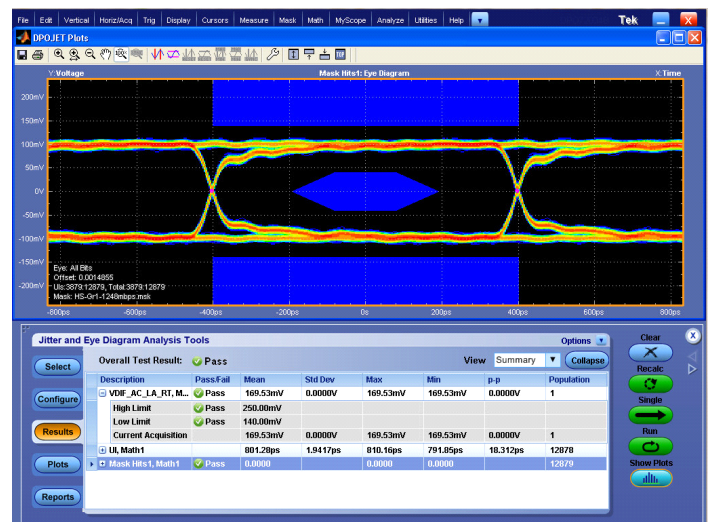 File Edit Vertical Horiz/Acq Trig Display Cursors Measure Mask Math MyScope Analyze Utilities Help Tek X
DPOJET Plots
Y:Voltage Mask Hits1: Eye Diagram X:Time
200mV
150mV
100mV
50mV
0V
-50mV
-100mV
-150mV
-200mV
Eye: All Bits
Offset: 0.0014855
UIs:3879:12879, Total:3879:12879
Mask: HS-Gr1-1248mbps.msk
-800ps -600ps -400ps -200ps 0s 200ps 400ps 600ps 800ps
Jitter and Eye Diagram Analysis Tools Options Clear X
Overall Test Result: Pass View Summary Collapse
Select
Configure
Results
Plots
Reports
Description Pass/Fail Mean Std Dev Max Min p-p Population
VDIF_AC_LA_RT, M... Pass 169.53mV 0.0000V 169.53mV 169.53mV 0.0000V 1
High Limit Pass 250.00mV
Low Limit Pass 140.00mV
Current Acquisition 169.53mV 0.0000V 169.53mV 169.53mV 0.0000V 1
UI, Math1 801.28ps 1.9417ps 810.16ps 791.85ps 18.312ps 12878
Mask Hits1, Math1 Pass 0.0000 0.0000 0.0000 12879
Recalc
Single
Run
Show Plots